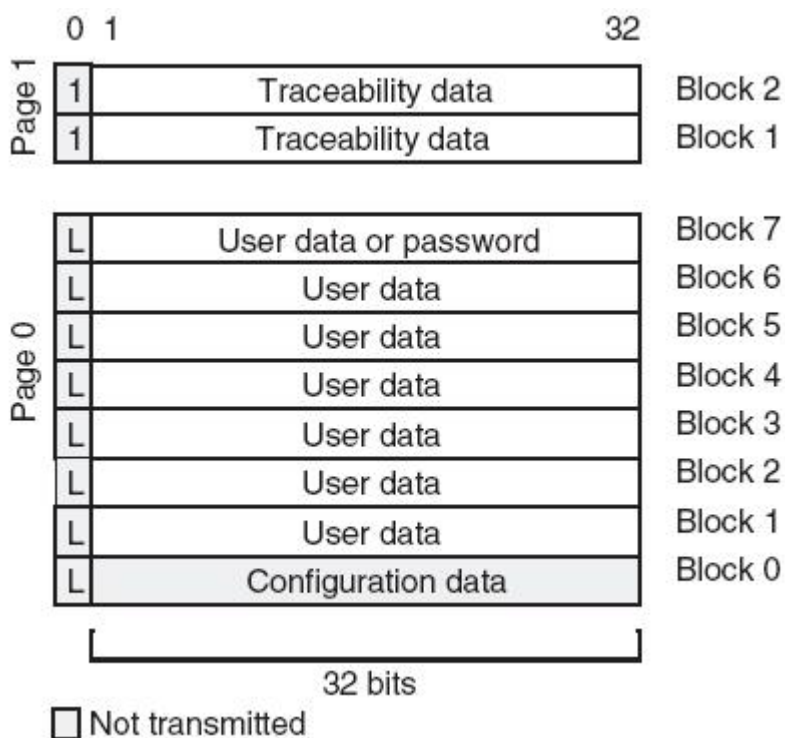 0 1 32
Page 1
1 Traceability data Block 2
1 Traceability data Block 1
Page 0
L User data or password Block 7
L User data Block 6
L User data Block 5
L User data Block 4
L User data Block 3
L User data Block 2
L User data Block 1
L Configuration data Block 0
32 bits
Not transmitted